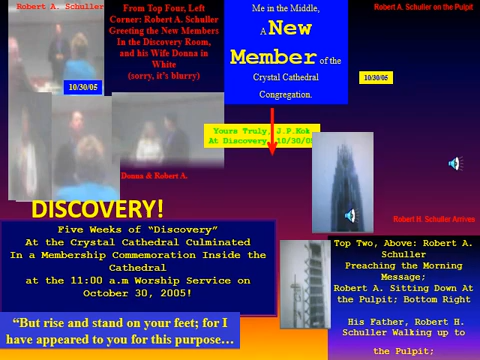 Robert A. Schuller
From Top Four, Left
Corner: Robert A. Schuller
Greeting the New Members
In the Discovery Room,
and his Wife Donna in
White
(sorry, it's blurry)
10/30/05
Me in the Middle,
A New
Member of the
Crystal Cathedral
Congregation.
Robert A. Schuller on the Pulpit
10/30/05
Yours Truly, J.P.Kok,
At Discovery, 10/30/05
Donna & Robert A.
Robert H. Schuller Arrives
DISCOVERY!
Five Weeks of “Discovery”
At the Crystal Cathedral Culminated
In a Membership Commemoration Inside the
Cathedral
at the 11:00 a.m Worship Service on
October 30, 2005!
“But rise and stand on your feet; for I
have appeared to you for this purpose…
Top Two, Above: Robert A.
Schuller
Preaching the Morning
Message;
Robert A. Sitting Down At
the Pulpit; Bottom Right
His Father, Robert H.
Schuller Walking up to
the Pulpit;